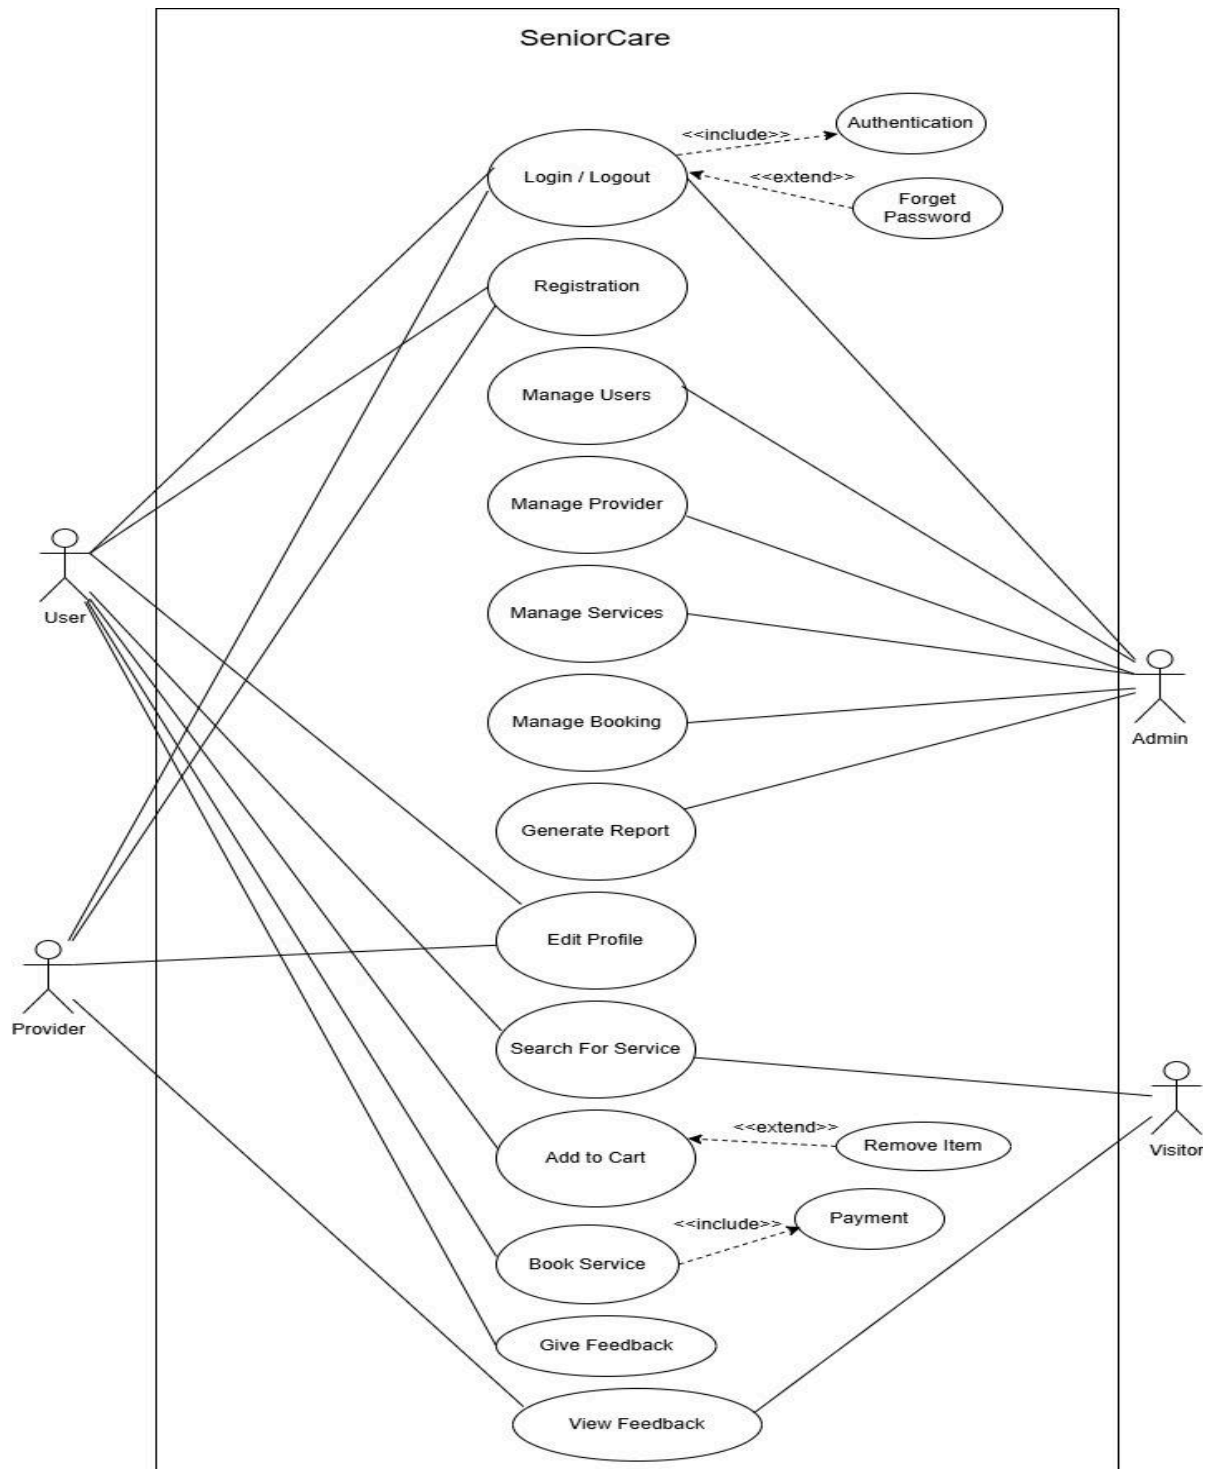 SeniorCare
Authentication
<<include>>
Login / Logout
<<extend>>
Forget
Password
Registration
Manage Users
Manage Provider
Manage Services
User
Manage Booking
Admin
Generate Report
Edit Profile
Provider
Search For Service
<<extend>>
Add to Cart
Remove Item
Visitor
Payment
<<include>>
Book Service
Give Feedback
View Feedback